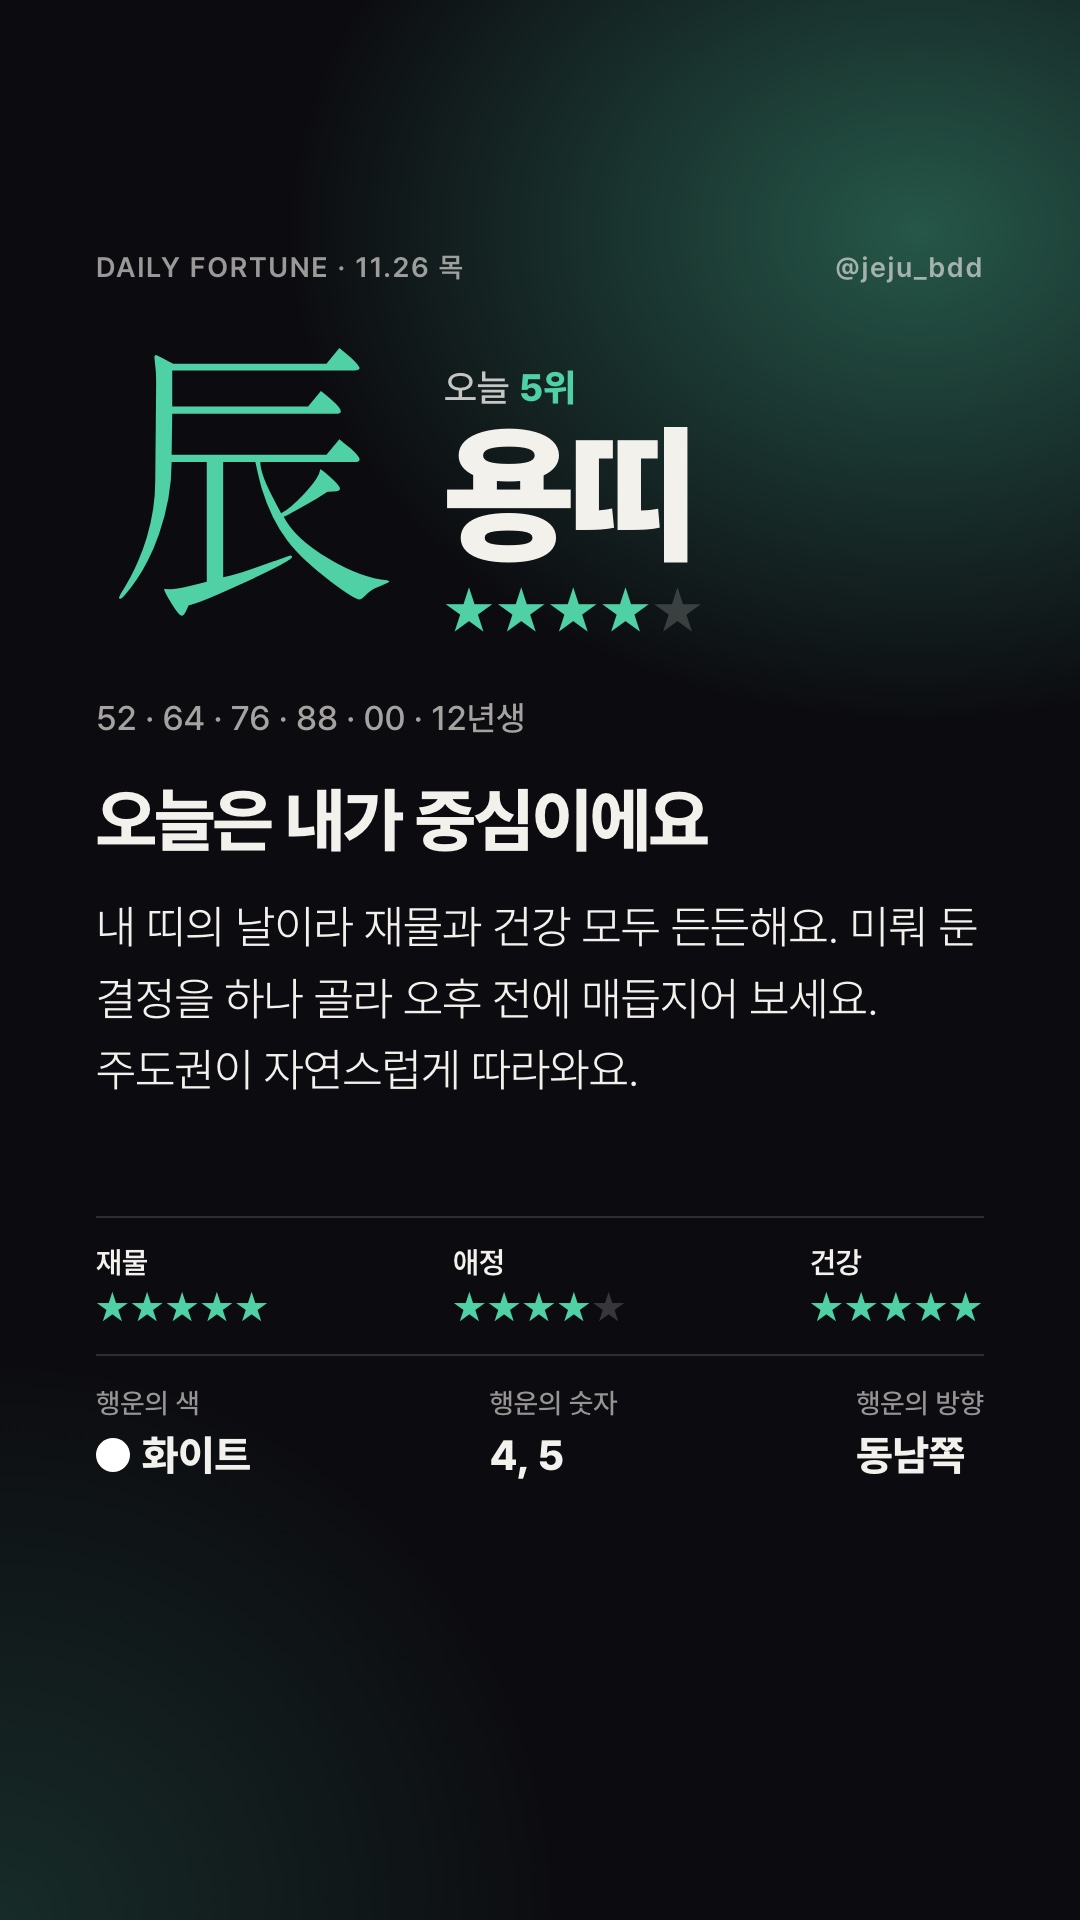 DAILY FORTUNE · 11.26 목
@jeju_bdd
辰
오늘 5위
용띠
★★★★★
52 · 64 · 76 · 88 · 00 · 12년생
오늘은 내가 중심이에요
내 띠의 날이라 재물과 건강 모두 든든해요. 미뤄 둔
결정을 하나 골라 오후 전에 매듭지어 보세요.
주도권이 자연스럽게 따라와요.
재물
★★★★★
애정
★★★★★
건강
★★★★★
행운의 색
화이트
행운의 숫자
4, 5
행운의 방향
동남쪽